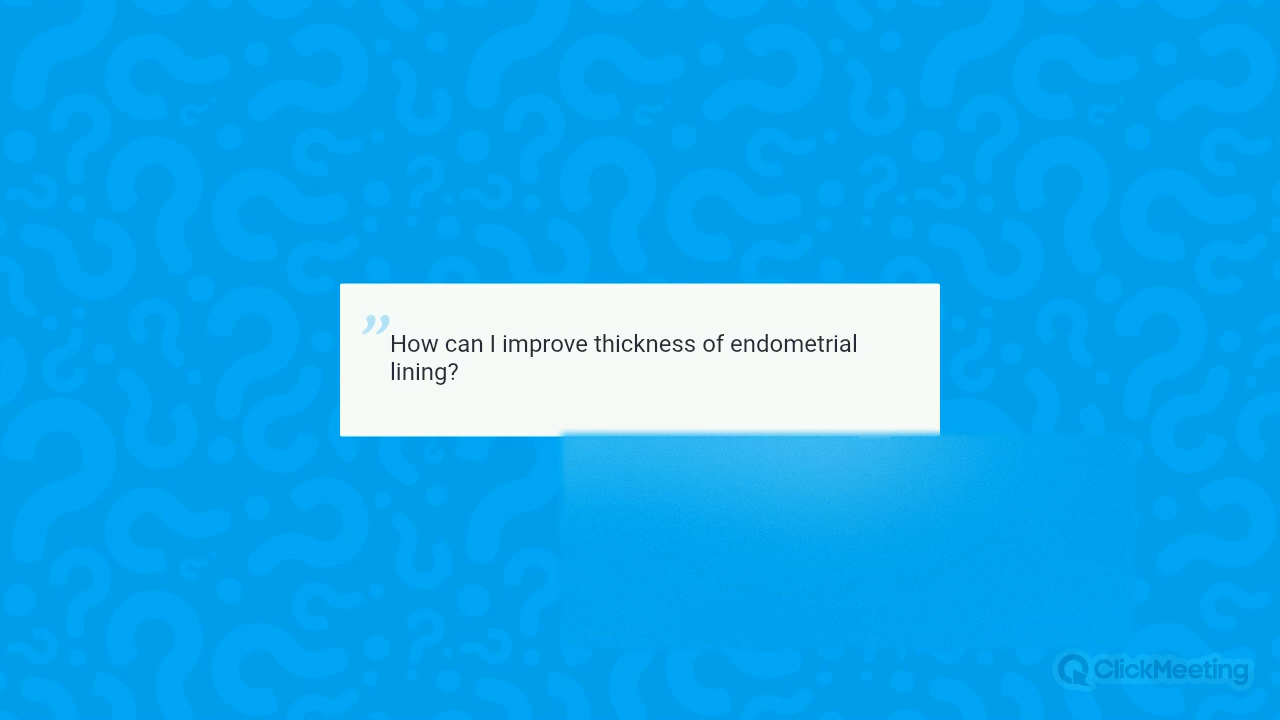 ”How can I improve thickness of endometrial
lining?
ClickMeeting